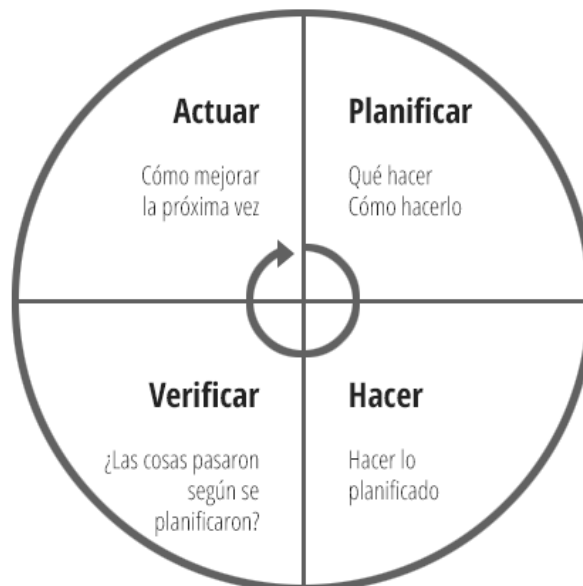 Actuar
Cómo mejorar
la próxima vez
Planificar
Qué hacer
Cómo hacerlo
Verificar
¿Las cosas pasaron
según se
planificaron?
Hacer
Hacer lo
planificado